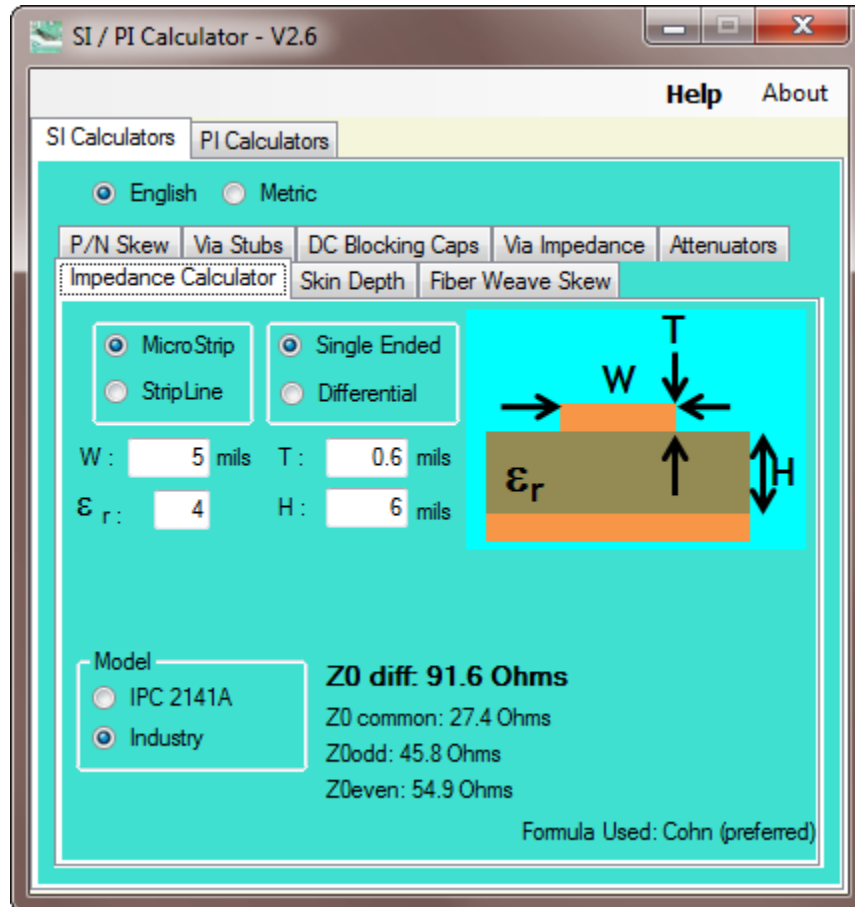 SI / PI Calculator - V2.6
Help About
SI Calculators PI Calculators
English Metric
P/N Skew Via Stubs DC Blocking Caps Via Impedance Attenuators
Impedance Calculator Skin Depth Fiber Weave Skew
MicroStrip Single Ended
StripLine Differential
T
W
W : 5 mils T : 0.6 mils
εr
H
ε r : 4 H : 6 mils
Model
IPC 2141A
Industry
Z0 diff: 91.6 Ohms
Z0 common: 27.4 Ohms
Z0odd: 45.8 Ohms
Z0even: 54.9 Ohms
Formula Used: Cohn (preferred)